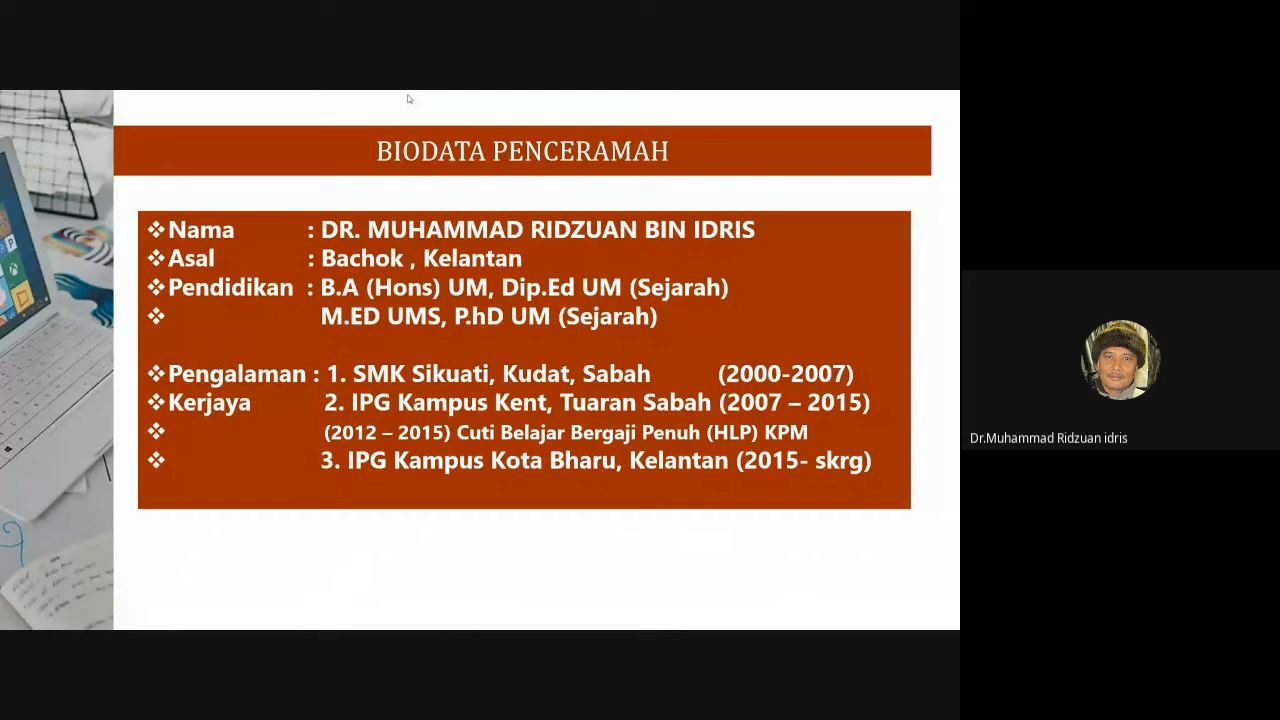 BIODATA PENCERAMAH
❖Nama : DR. MUHAMMAD RIDZUAN BIN IDRIS
❖Asal : Bachok , Kelantan
❖Pendidikan : B.A (Hons) UM, Dip.Ed UM (Sejarah)
❖ M.ED UMS, P.hD UM (Sejarah)
❖Pengalaman : 1. SMK Sikuati, Kudat, Sabah (2000-2007)
❖Kerjaya 2. IPG Kampus Kent, Tuaran Sabah (2007 – 2015)
❖ (2012 – 2015) Cuti Belajar Bergaji Penuh (HLP) KPM
❖ 3. IPG Kampus Kota Bharu, Kelantan (2015- skrg)
Dr.Muhammad Ridzuan idris